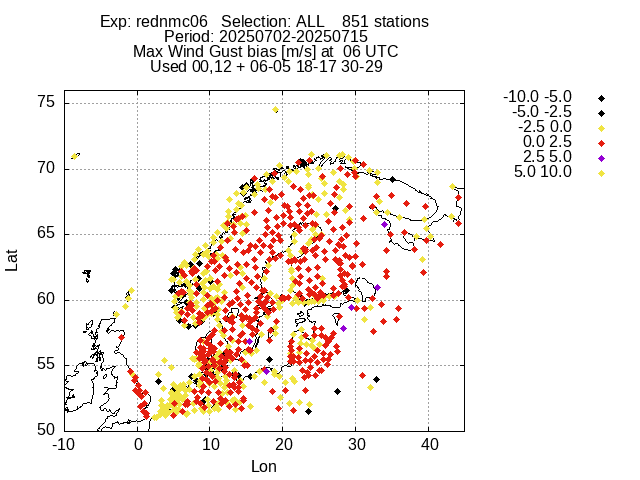 Exp: rednmc06   Selection: ALL    851 stations
Period: 20250702-20250715
Max Wind Gust bias [m/s] at  06 UTC
Used 00,12 + 06-05 18-17 30-29
-10.0 -5.0
-5.0 -2.5
-2.5 0.0
0.0 2.5
2.5 5.0
5.0 10.0
75
70
65
60
55
50
Lat
-10 0 10 20 30 40
Lon